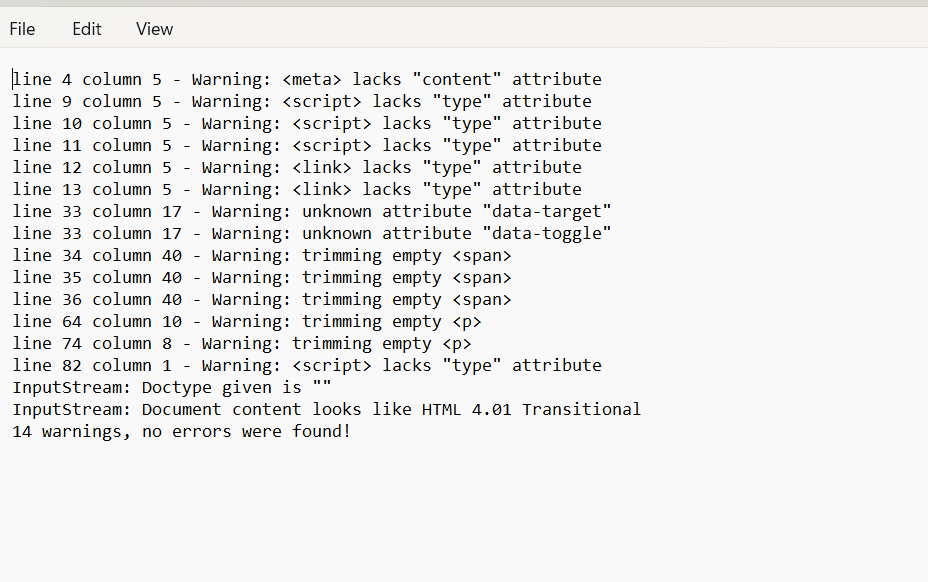 File Edit View
line 4 column 5 - Warning: <meta> lacks "content" attribute
line 9 column 5 - Warning: <script> lacks "type" attribute
line 10 column 5 - Warning: <script> lacks "type" attribute
line 11 column 5 - Warning: <script> lacks "type" attribute
line 12 column 5 - Warning: <link> lacks "type" attribute
line 13 column 5 - Warning: <link> lacks "type" attribute
line 33 column 17 - Warning: unknown attribute "data-target"
line 33 column 17 - Warning: unknown attribute "data-toggle"
line 34 column 40 - Warning: trimming empty <span>
line 35 column 40 - Warning: trimming empty <span>
line 36 column 40 - Warning: trimming empty <span>
line 64 column 10 - Warning: trimming empty <p>
line 74 column 8 - Warning: trimming empty <p>
line 82 column 1 - Warning: <script> lacks "type" attribute
InputStream: Doctype given is ""
InputStream: Document content looks like HTML 4.01 Transitional
14 warnings, no errors were found!